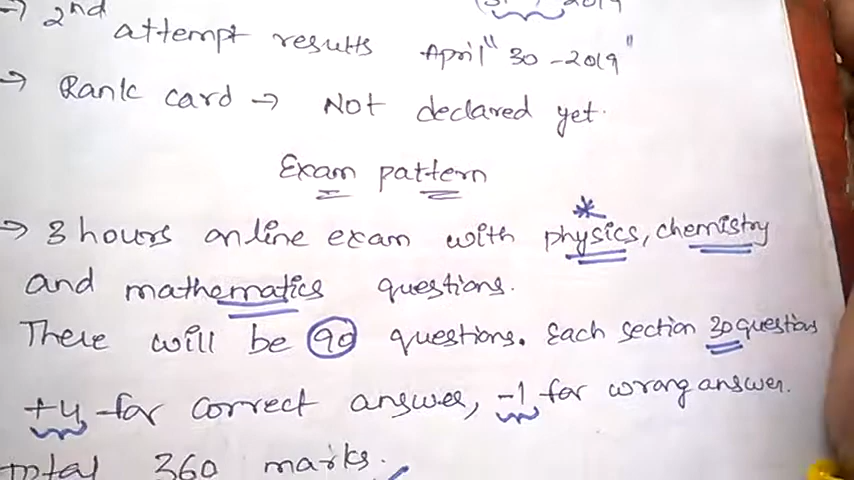 → 2nd attempt results April" 30 -2019"
→ Rank card → Not declared yet.
Exam pattern
→ 3 hours online exam with physics, chemistry
and mathematics questions.
There will be 90 questions. Each section 30 questions
+4 for correct answer, -1 for wrong answer.
Total 360 marks.